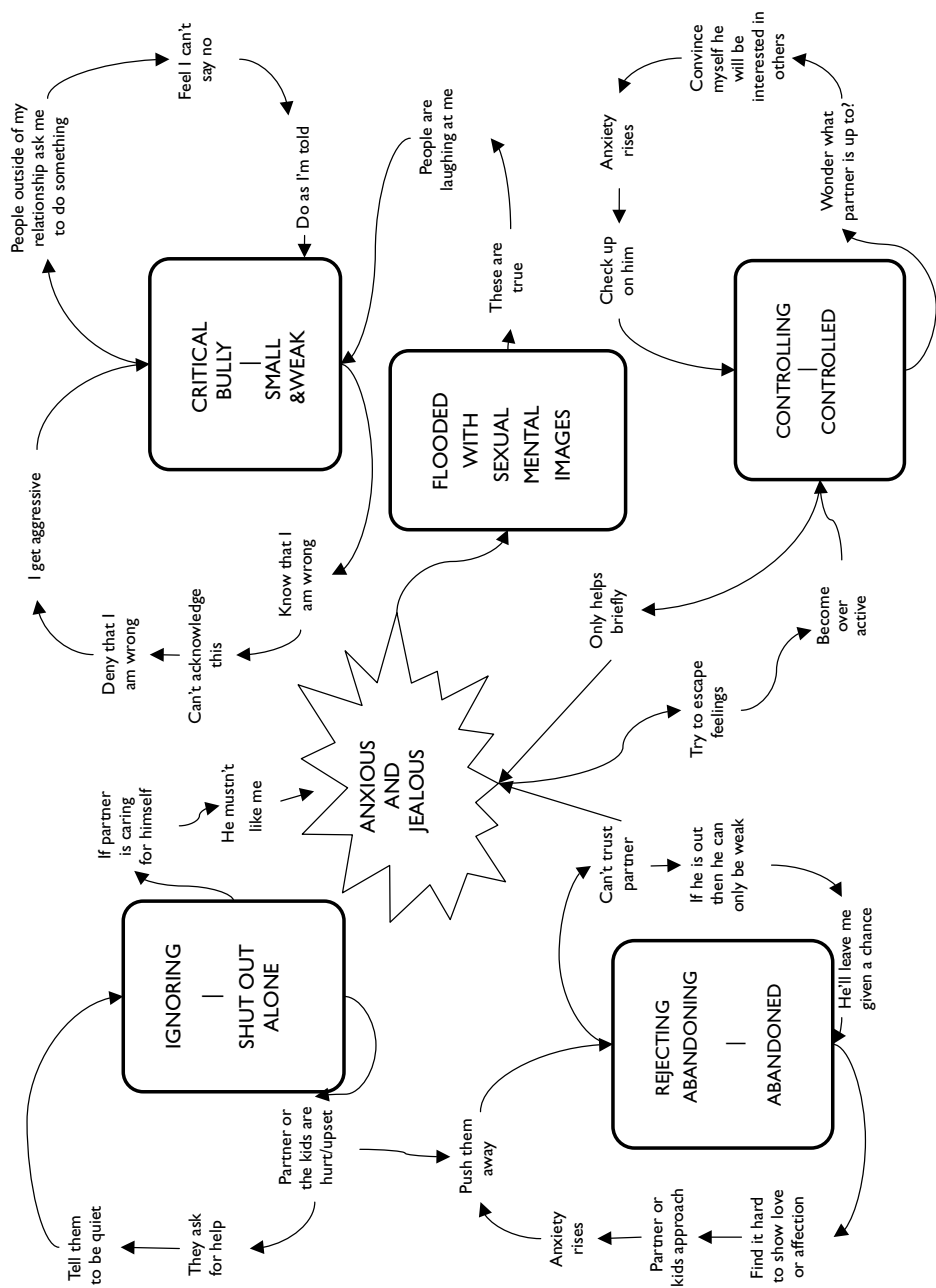 Tell them
to be quiet
They ask
for help
Partner or
the kids are
hurt/upset
IGNORING
|
SHUT OUT
ALONE
If partner
is caring
for himself
He mustn't
like me
ANXIOUS
AND
JEALOUS
Deny that I
am wrong
Can't acknowledge
this
Know that I
am wrong
I get aggressive
CRITICAL
BULLY
|
SMALL
&WEAK
People outside of my
relationship ask me
to do something
Feel I can't
say no
Do as I'm told
People are
laughing at me
These are
true
FLOODED
WITH
SEXUAL
MENTAL
IMAGES
Push them
away
Anxiety
rises
Partner or
kids approach
Find it hard
to show love
or affection
REJECTING
ABANDONING
|
ABANDONED
Can't trust
partner
If he is out
then he can
only be weak
He'll leave me
given a chance
Try to escape
feelings
Become
over
active
Only helps
briefly
CONTROLLING
|
CONTROLLED
Check up
on him
Anxiety
rises
Convince
myself he
will be
interested in
others
Wonder what
partner is up to?